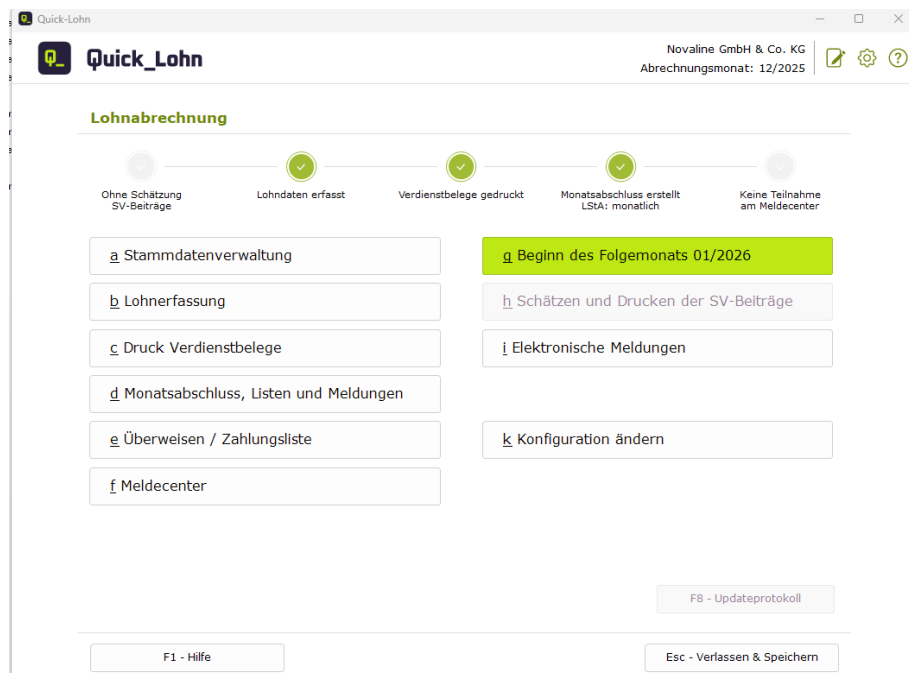 Quick-Lohn
Quick_Lohn
Novaline GmbH & Co. KG
Abrechnungsmonat: 12/2025
Lohnabrechnung
Ohne Schätzung
SV-Beiträge
Lohndaten erfasst
Verdienstbelege gedruckt
Monatsabschluss erstellt
LStA: monatlich
Keine Teilnahme
am Meldecenter
a Stammdatenverwaltung
g Beginn des Folgemonats 01/2026
b Lohnerfassung
h Schätzen und Drucken der SV-Beiträge
c Druck Verdienstbelege
i Elektronische Meldungen
d Monatsabschluss, Listen und Meldungen
e Überweisen / Zahlungsliste
k Konfiguration ändern
f Meldecenter
F8 - Updateprotokoll
F1 - Hilfe
Esc - Verlassen & Speichern